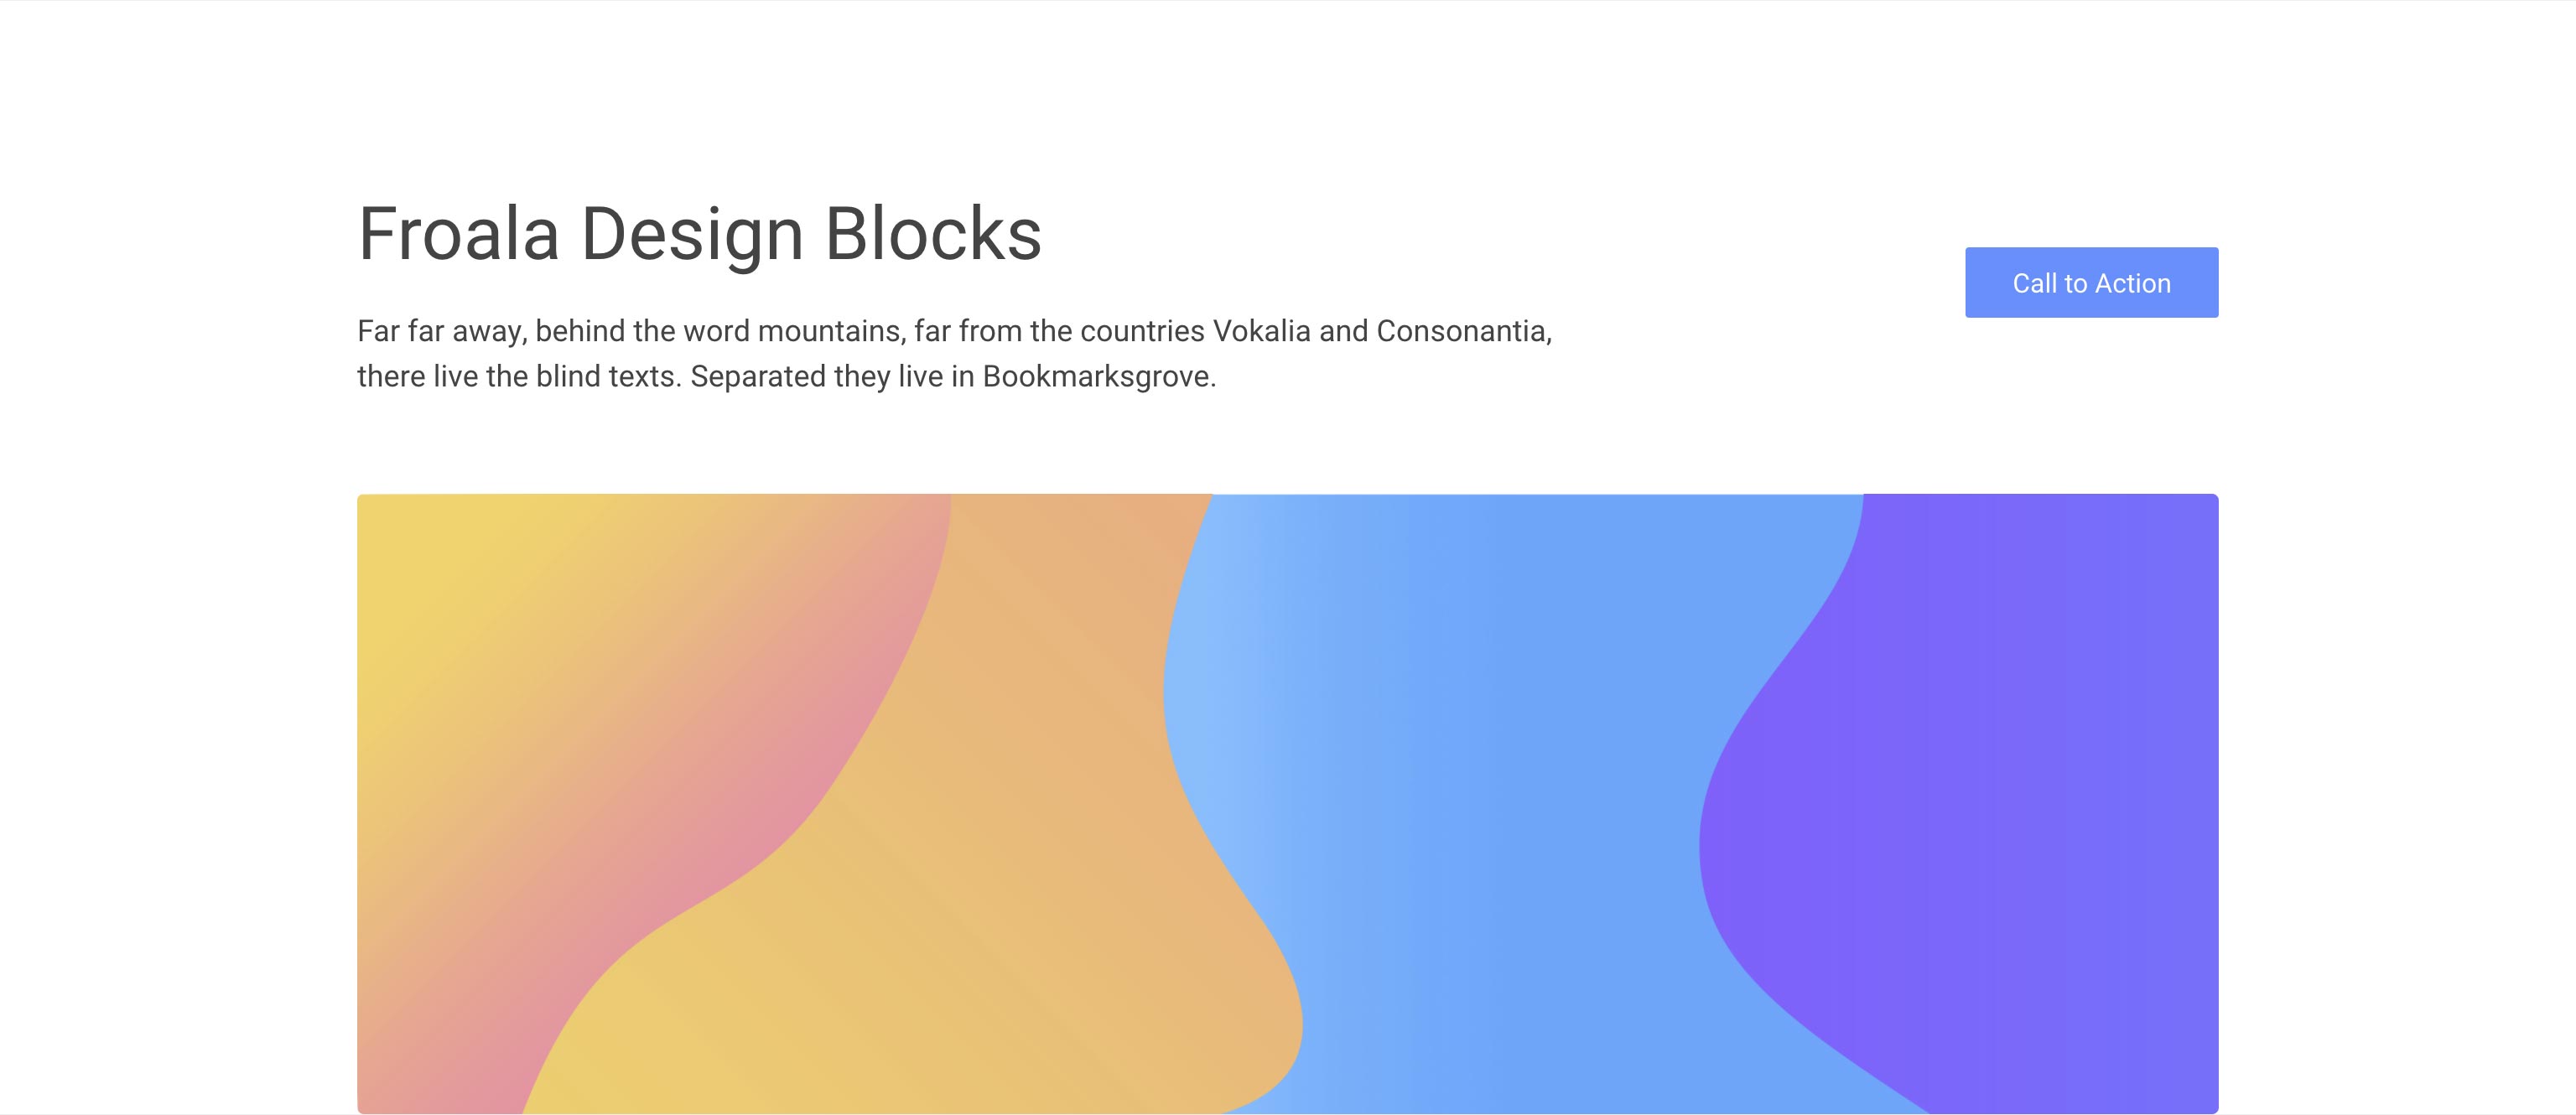 Froala Design Blocks
Far far away, behind the word mountains, far from the countries Vokalia and Consonantia,
there live the blind texts. Separated they live in Bookmarksgrove.
Call to Action